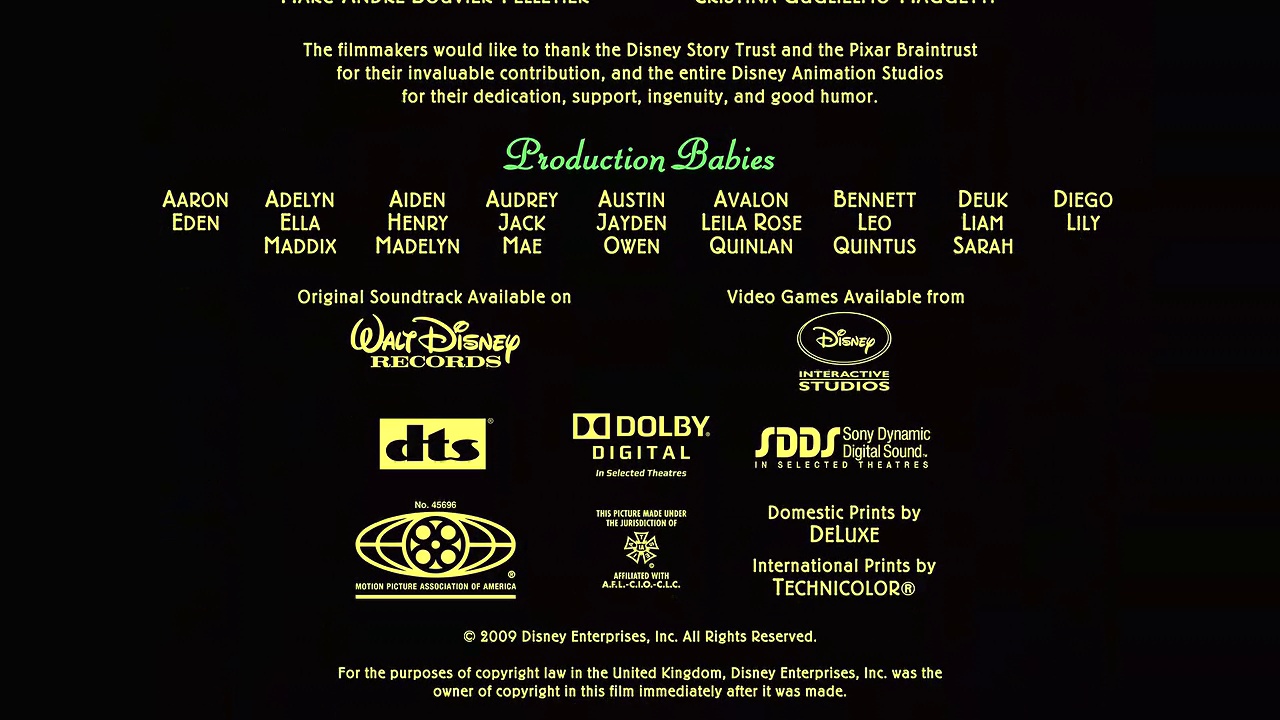 The filmmakers would like to thank the Disney Story Trust and the Pixar Braintrust
for their invaluable contribution, and the entire Disney Animation Studios
for their dedication, support, ingenuity, and good humor.
Production Babies
AARON ADELYN AIDEN AUDREY AUSTIN AVALON BENNETT DEUK DIEGO
EDEN ELLA HENRY JACK JAYDEN LEILA ROSE LEO LIAM LILY
MADDIX MADELYN MAE OWEN QUINLAN QUINTUS SARAH
Original Soundtrack Available on
WALT DISNEY
RECORDS
Video Games Available from
Disney
INTERACTIVE
STUDIOS
dts®
DOLBY®
DIGITAL
In Selected Theatres
SDDS Sony Dynamic
Digital Sound™
IN SELECTED THEATRES
No. 45696
®
MOTION PICTURE ASSOCIATION OF AMERICA
THIS PICTURE MADE UNDER
THE JURISDICTION OF
AFFILIATED WITH
A.F.L.-C.I.O.-C.L.C.
Domestic Prints by
DELUXE
International Prints by
TECHNICOLOR®
© 2009 Disney Enterprises, Inc. All Rights Reserved.
For the purposes of copyright law in the United Kingdom, Disney Enterprises, Inc. was the
owner of copyright in this film immediately after it was made.